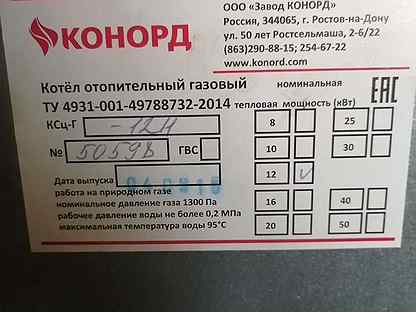 КОНОРД
ООО «Завод КОНОРД»
Россия, 344065, г. Ростов-на-Дону
ул. 50 лет Ростсельмаша, 2-6/22
(863)290-88-15; 254-67-22
www.konord.com
Котёл отопительный газовый номинальная
ТУ 4931-001-49788732-2014 тепловая мощность (кВт)
EAC
КСц-Г -12Н
8 25
№ 50598 ГВС
10 30
Дата выпуска
12 ✓
работа на природном газе
номинальное давление газа 1300 Па
16 40
рабочее давление воды не более 0,2 МПа
максимальная температура воды 95°С
20 50